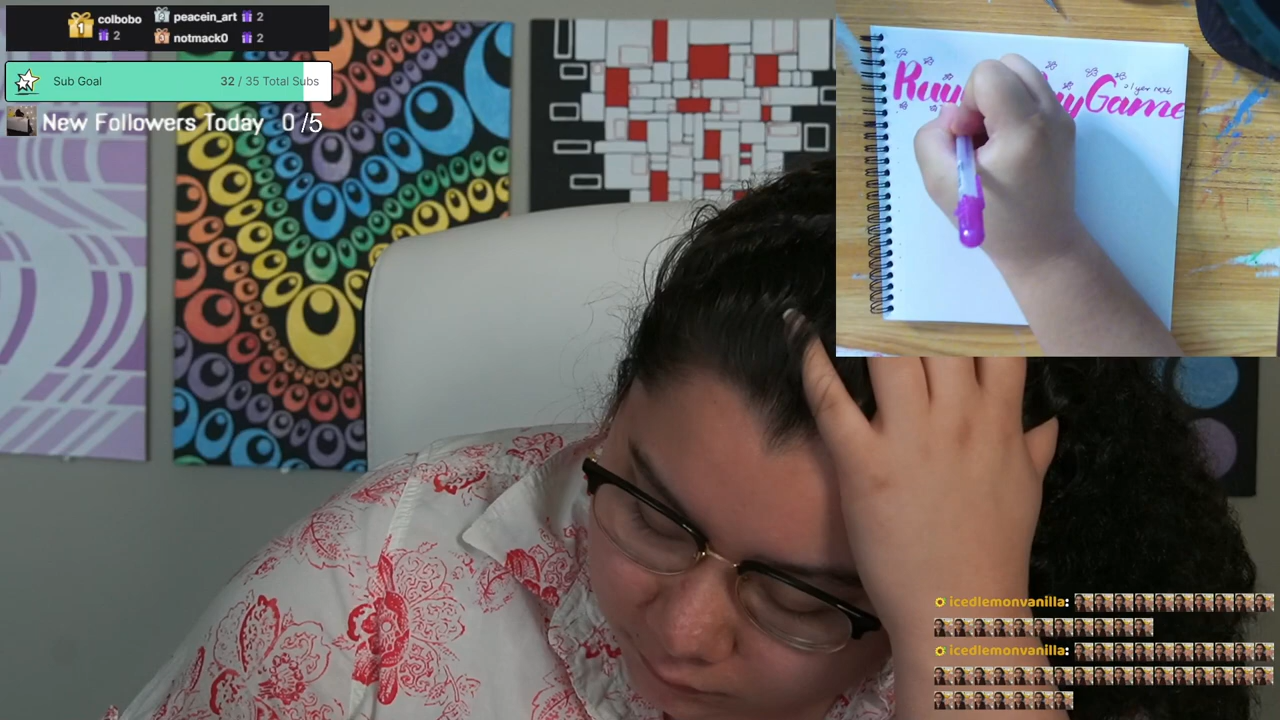 colbobo
2
peacein_art 2
notmack0 2
Sub Goal 32 / 35 Total Subs
New Followers Today 0 /5
Game
icedlemonvanilla:
icedlemonvanilla: